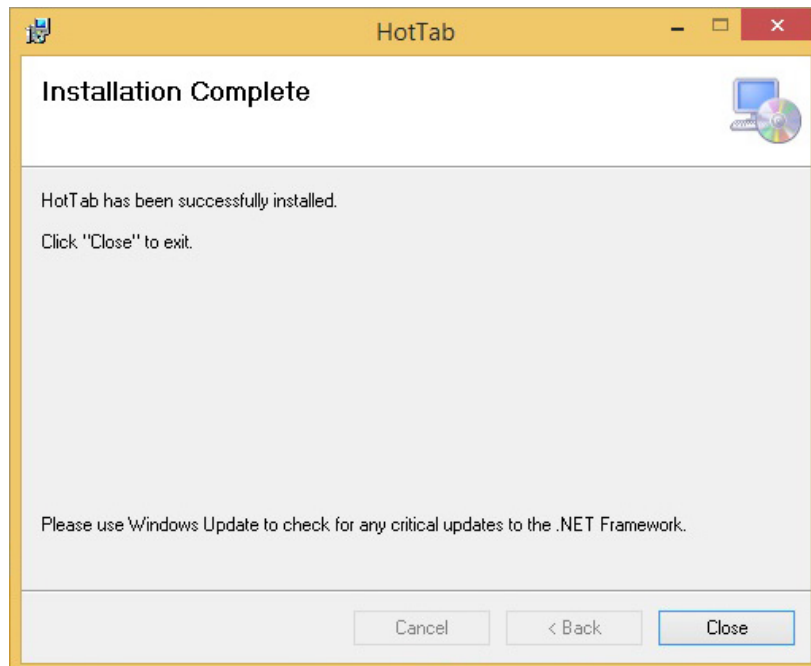 HotTab
Installation Complete
HotTab has been successfully installed.
Click "Close" to exit.
Please use Windows Update to check for any critical updates to the .NET Framework.
Cancel
< Back
Close